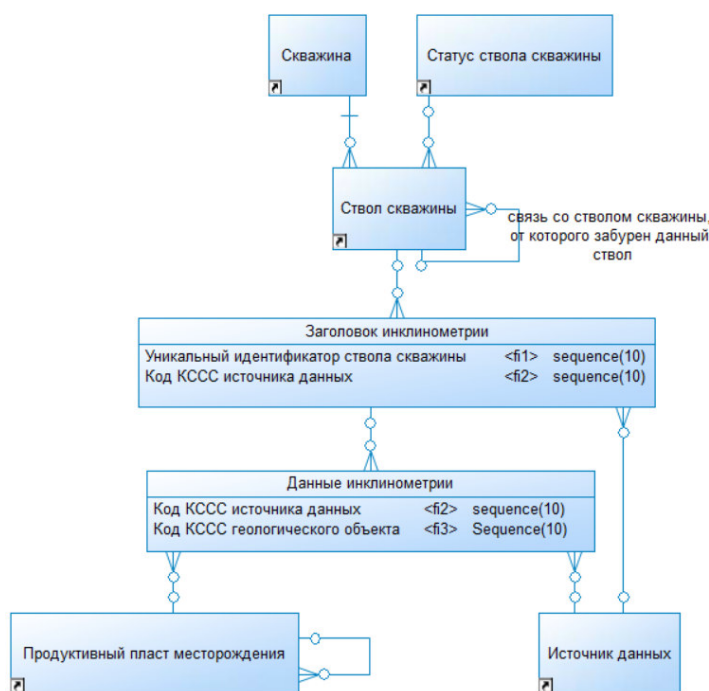 Скважина
Статус ствола скважины
Ствол скважины
связь со стволом скважины,
от которого забурен данный
ствол
Заголовок инклинометрии
Уникальный идентификатор ствола скважины <fi1> sequence(10)
Код КССС источника данных <fi2> sequence(10)
Данные инклинометрии
Код КССС источника данных <fi2> sequence(10)
Код КССС геологического объекта <fi3> Sequence(10)
Продуктивный пласт месторождения
Источник данных